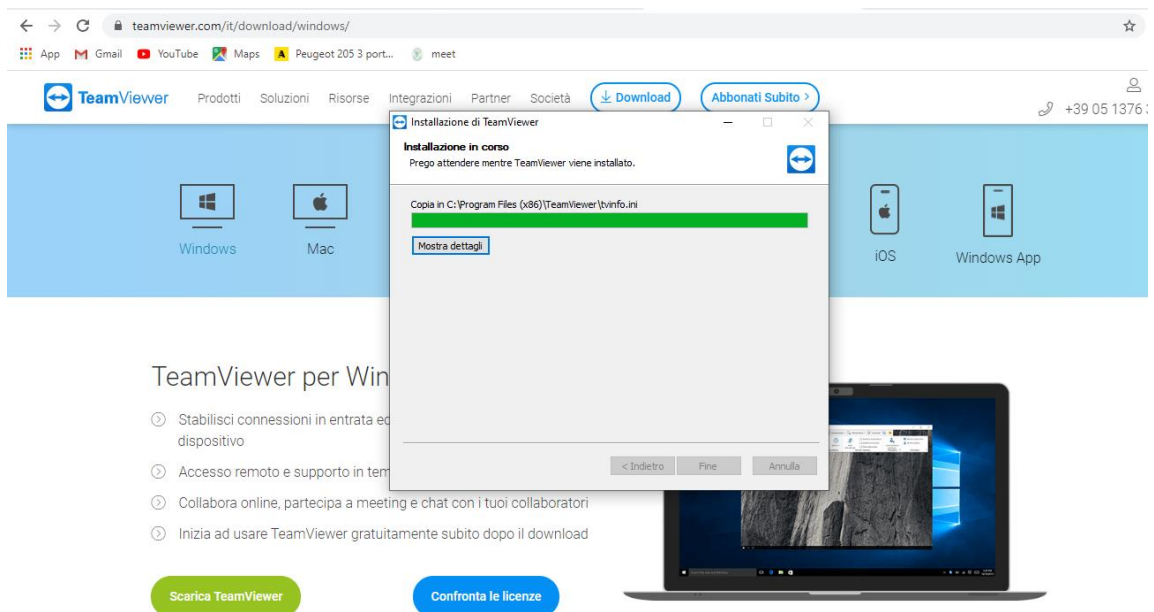 teamviewer.com/it/download/windows/
App Gmail YouTube Maps Peugeot 205 3 port... meet
TeamViewer Prodotti Soluzioni Risorse Integrazioni Partner Società Download Abbonati Subito >
+39 05 1376
Installazione di TeamViewer
Installazione in corso
Prego attendere mentre TeamViewer viene installato.
Copia in C:\Program Files (x86)\TeamViewer\tvinfo.ini
Mostra dettagli
< Indietro Fine Annulla
Windows Mac iOS Windows App
TeamViewer per Win
Stabilisci connessioni in entrata ed
dispositivo
Accesso remoto e supporto in tem
Collabora online, partecipa a meeting e chat con i tuoi collaboratori
Inizia ad usare TeamViewer gratuitamente subito dopo il download
Scarica TeamViewer Confronta le licenze